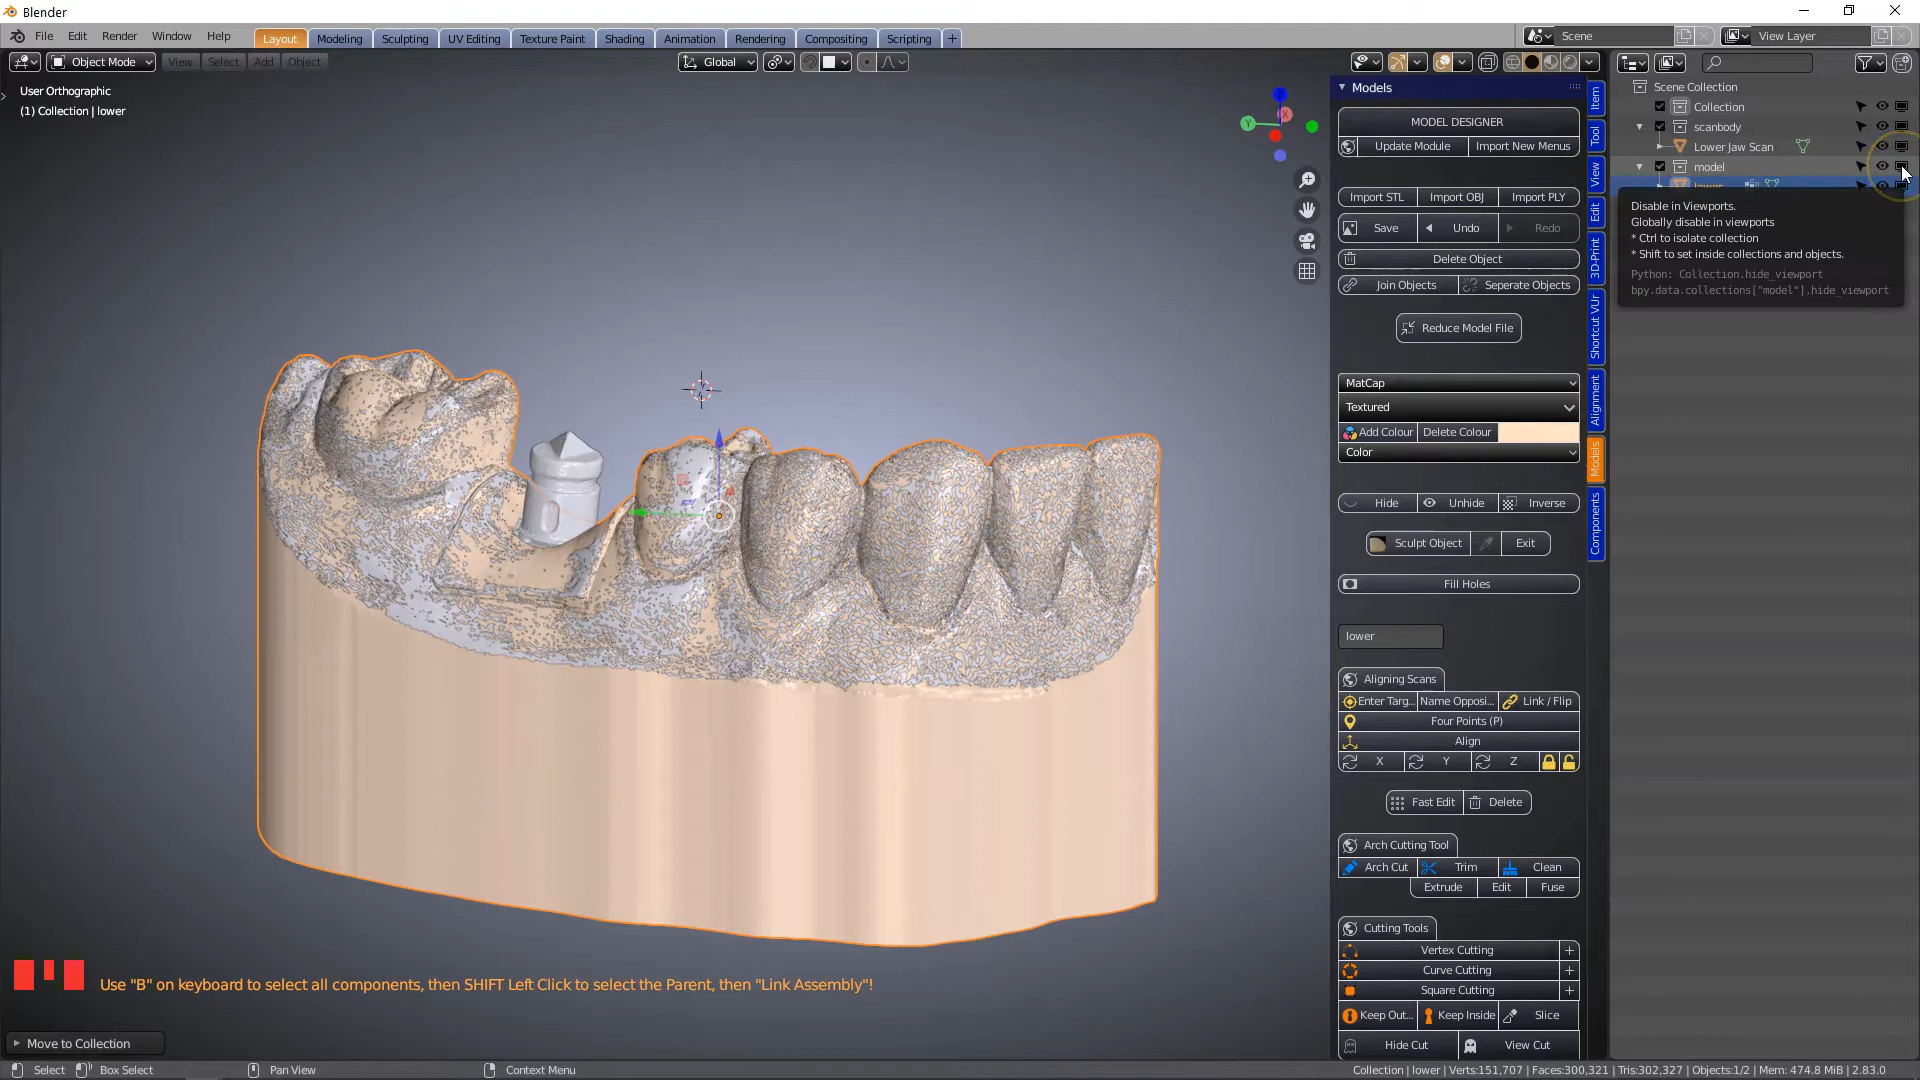 Blender
File Edit Render Window Help
Layout Modeling Sculpting UV Editing Texture Paint Shading Animation Rendering Compositing Scripting +
Scene View Layer
Object Mode View Select Add Object Global
User Orthographic
(1) Collection | lower
Y
X
Models
MODEL DESIGNER
Update Module Import New Menus
Import STL Import OBJ Import PLY
Save Undo Redo
Delete Object
Join Objects Seperate Objects
Reduce Model File
MatCap
Textured
Add Colour Delete Colour
Color
Hide Unhide Inverse
Sculpt Object Exit
Fill Holes
lower
Aligning Scans
Enter Targ... Name Opposi... Link / Flip
Four Points (P)
Align
X Y Z
Fast Edit Delete
Arch Cutting Tool
Arch Cut Trim Clean
Extrude Edit Fuse
Cutting Tools
Vertex Cutting +
Curve Cutting +
Square Cutting +
Keep Out... Keep Inside Slice
Hide Cut View Cut
Item
Tool
View
Edit
3D-Print
Shortcut VUr
Alignment
Models
Components
Scene Collection
Collection
scanbody
Lower Jaw Scan
model
lower
Disable in Viewports.
Globally disable in viewports
* Ctrl to isolate collection
* Shift to set inside collections and objects.
Python: Collection.hide_viewport
bpy.data.collections["model"].hide_viewport
Use "B" on keyboard to select all components, then SHIFT Left Click to select the Parent, then "Link Assembly"!
Move to Collection
Select Box Select Pan View Context Menu
Collection | lower | Verts:151,707 | Faces:300,321 | Tris:302,327 | Objects:1/2 | Mem: 474.8 MiB | 2.83.0